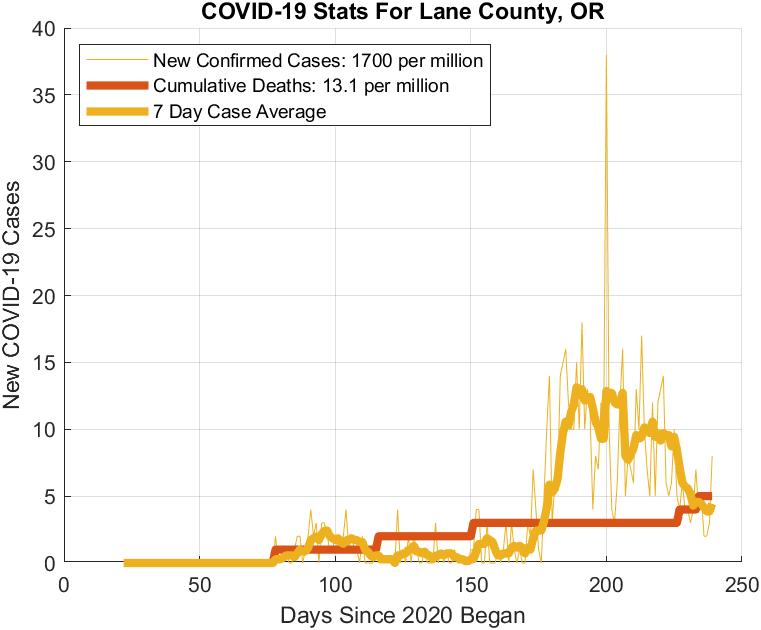 COVID-19 Stats For Lane County, OR
New Confirmed Cases: 1700 per million
Cumulative Deaths: 13.1 per million
7 Day Case Average
New COVID-19 Cases
40
35
30
25
20
15
10
5
0
0 50 100 150 200 250
Days Since 2020 Began